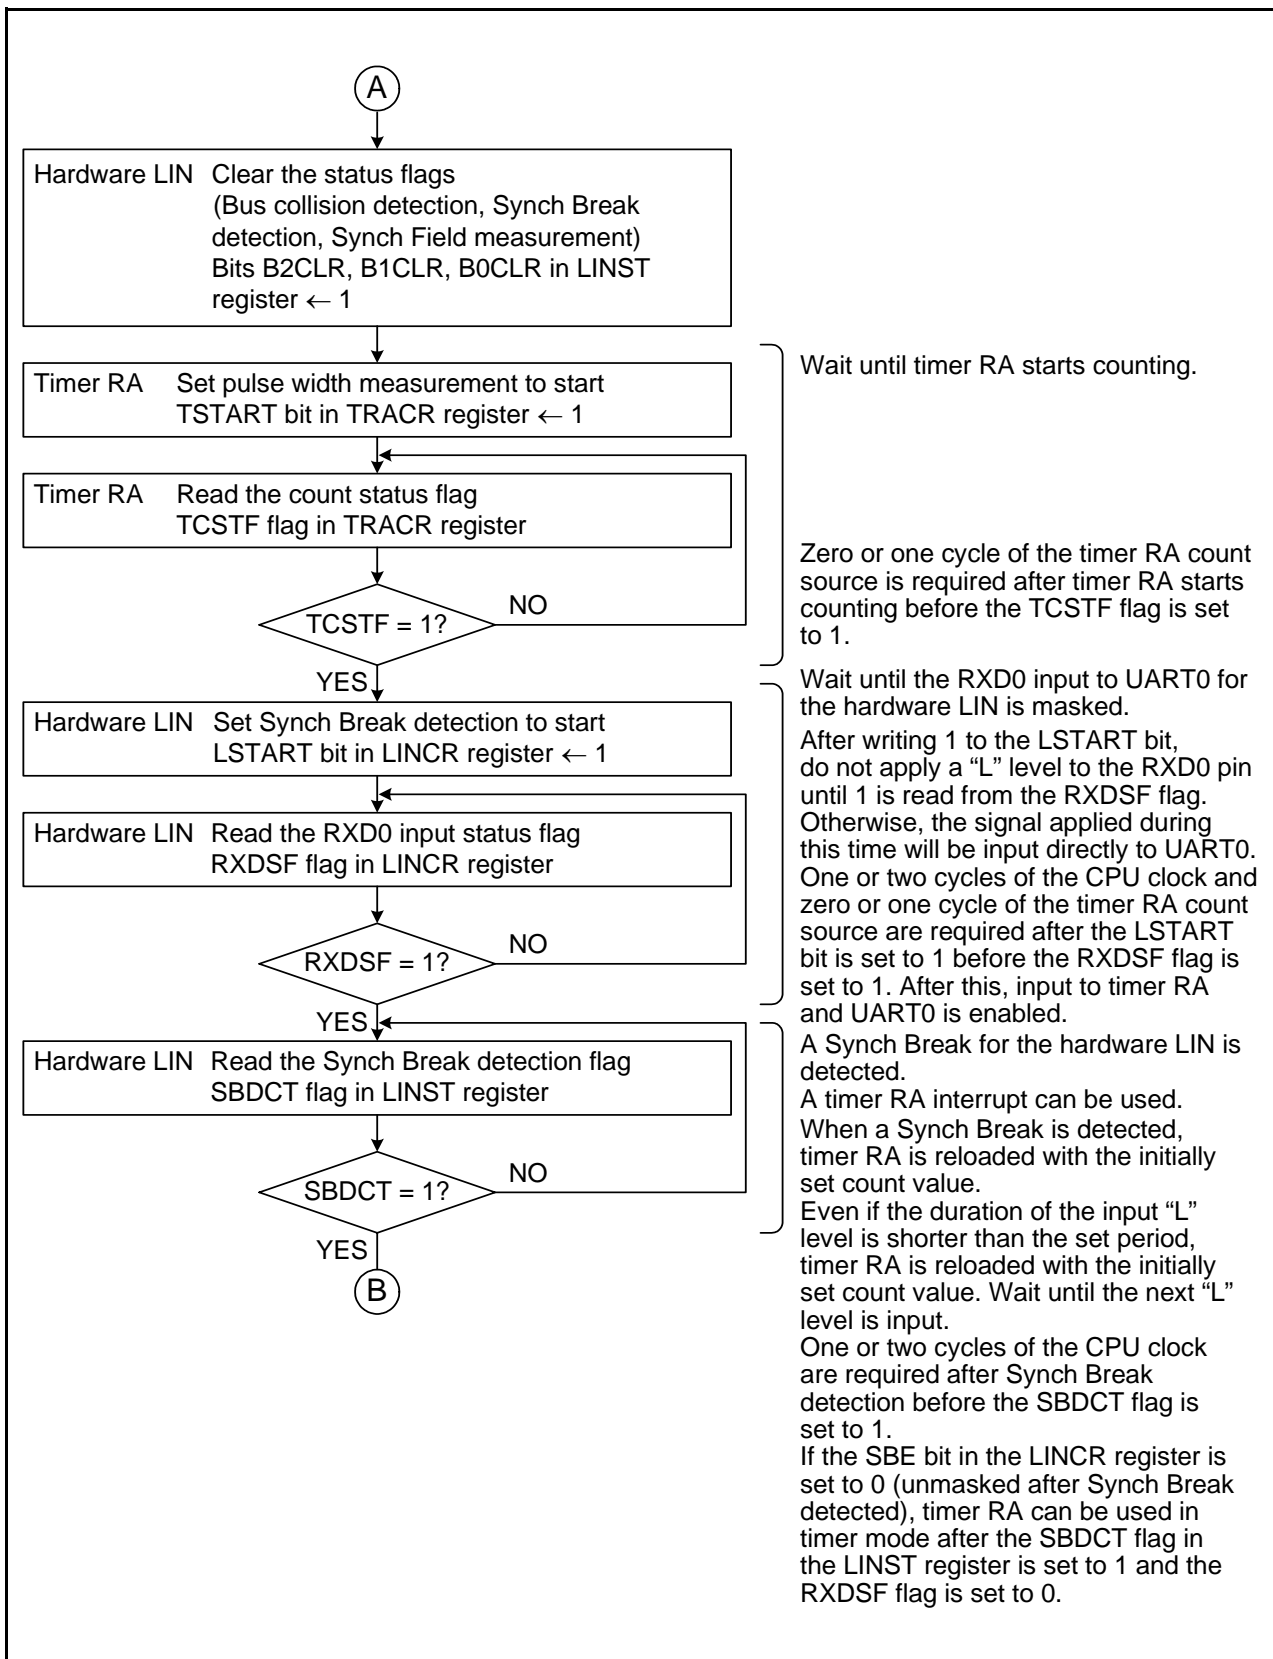 A
Hardware LIN Clear the status flags
(Bus collision detection, Synch Break
detection, Synch Field measurement)
Bits B2CLR, B1CLR, B0CLR in LINST
register ← 1
Timer RA Set pulse width measurement to start
TSTART bit in TRACR register ← 1
Wait until timer RA starts counting.
Timer RA Read the count status flag
TCSTF flag in TRACR register
TCSTF = 1?
NO
YES
Zero or one cycle of the timer RA count
source is required after timer RA starts
counting before the TCSTF flag is set
to 1.
Hardware LIN Set Synch Break detection to start
LSTART bit in LINCR register ← 1
Hardware LIN Read the RXD0 input status flag
RXDSF flag in LINCR register
RXDSF = 1?
NO
YES
Wait until the RXD0 input to UART0 for
the hardware LIN is masked.
After writing 1 to the LSTART bit,
do not apply a “L” level to the RXD0 pin
until 1 is read from the RXDSF flag.
Otherwise, the signal applied during
this time will be input directly to UART0.
One or two cycles of the CPU clock and
zero or one cycle of the timer RA count
source are required after the LSTART
bit is set to 1 before the RXDSF flag is
set to 1. After this, input to timer RA
and UART0 is enabled.
Hardware LIN Read the Synch Break detection flag
SBDCT flag in LINST register
SBDCT = 1?
NO
YES
B
A Synch Break for the hardware LIN is
detected.
A timer RA interrupt can be used.
When a Synch Break is detected,
timer RA is reloaded with the initially
set count value.
Even if the duration of the input “L”
level is shorter than the set period,
timer RA is reloaded with the initially
set count value. Wait until the next “L”
level is input.
One or two cycles of the CPU clock
are required after Synch Break
detection before the SBDCT flag is
set to 1.
If the SBE bit in the LINCR register is
set to 0 (unmasked after Synch Break
detected), timer RA can be used in
timer mode after the SBDCT flag in
the LINST register is set to 1 and the
RXDSF flag is set to 0.